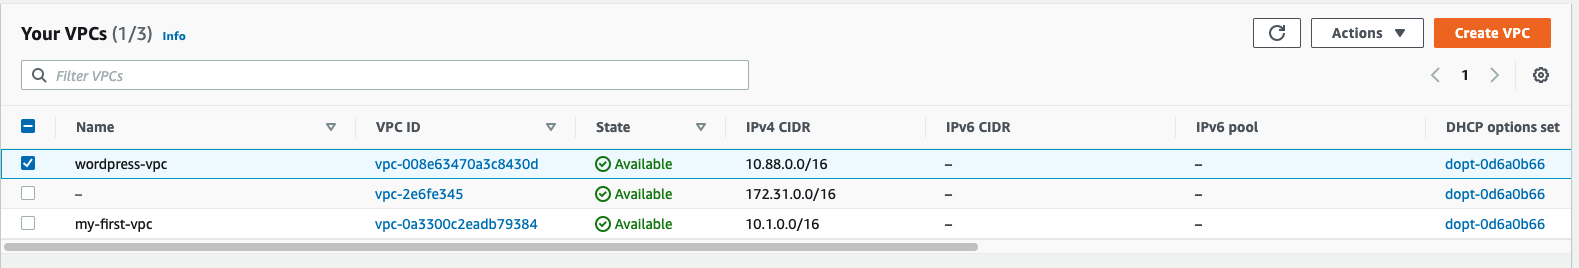 Your VPCs (1/3) Info
Actions ▼ Create VPC
Filter VPCs
1
Name VPC ID State IPv4 CIDR IPv6 CIDR IPv6 pool DHCP options set
wordpress-vpc vpc-008e63470a3c8430d Available 10.88.0.0/16 – – dopt-0d6a0b66
– vpc-2e6fe345 Available 172.31.0.0/16 – – dopt-0d6a0b66
my-first-vpc vpc-0a3300c2eadb79384 Available 10.1.0.0/16 – – dopt-0d6a0b66